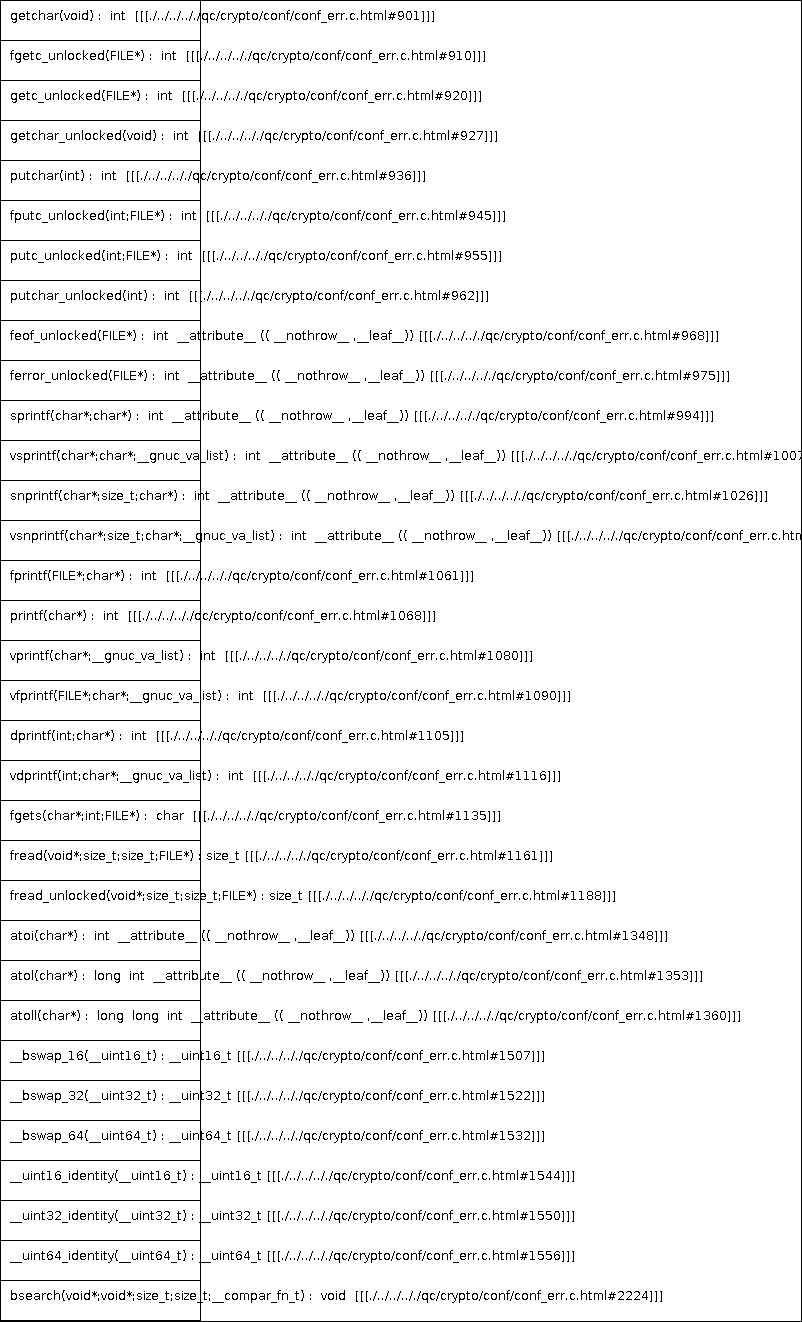 getchar(void) :  int  [[[./../../././qc/crypto/conf/conf_err.c.html#901]]]
fgetc_unlocked(FILE*) :  int  [[[./../../././qc/crypto/conf/conf_err.c.html#910]]]
getc_unlocked(FILE*) :  int  [[[./../../././qc/crypto/conf/conf_err.c.html#920]]]
getchar_unlocked(void) :  int  [[[./../../././qc/crypto/conf/conf_err.c.html#927]]]
putchar(int) :  int  [[[./../../././qc/crypto/conf/conf_err.c.html#936]]]
fputc_unlocked(int;FILE*) :  int  [[[./../../././qc/crypto/conf/conf_err.c.html#945]]]
putc_unlocked(int;FILE*) :  int  [[[./../../././qc/crypto/conf/conf_err.c.html#955]]]
putchar_unlocked(int) :  int  [[[./../../././qc/crypto/conf/conf_err.c.html#962]]]
feof_unlocked(FILE*) :  int  __attribute__ (( __nothrow__ ,__leaf__)) [[[./../../././qc/crypto/conf/conf_err.c.html#968]]]
ferror_unlocked(FILE*) :  int  __attribute__ (( __nothrow__ ,__leaf__)) [[[./../../././qc/crypto/conf/conf_err.c.html#975]]]
sprintf(char*;char*) :  int  __attribute__ (( __nothrow__ ,__leaf__)) [[[./../../././qc/crypto/conf/conf_err.c.html#994]]]
vsprintf(char*;char*;__gnuc_va_list) :  int  __attribute__ (( __nothrow__ ,__leaf__)) [[[./../../././qc/crypto/conf/conf_err.c.html#1007
snprintf(char*;size_t;char*) :  int  __attribute__ (( __nothrow__ ,__leaf__)) [[[./../../././qc/crypto/conf/conf_err.c.html#1026]]]
vsnprintf(char*;size_t;char*;__gnuc_va_list) :  int  __attribute__ (( __nothrow__ ,__leaf__)) [[[./../../././qc/crypto/conf/conf_err.c.htm
fprintf(FILE*;char*) :  int  [[[./../../././qc/crypto/conf/conf_err.c.html#1061]]]
printf(char*) :  int  [[[./../../././qc/crypto/conf/conf_err.c.html#1068]]]
vprintf(char*;__gnuc_va_list) :  int  [[[./../../././qc/crypto/conf/conf_err.c.html#1080]]]
vfprintf(FILE*;char*;__gnuc_va_list) :  int  [[[./../../././qc/crypto/conf/conf_err.c.html#1090]]]
dprintf(int;char*) :  int  [[[./../../././qc/crypto/conf/conf_err.c.html#1105]]]
vdprintf(int;char*;__gnuc_va_list) :  int  [[[./../../././qc/crypto/conf/conf_err.c.html#1116]]]
fgets(char*;int;FILE*) :  char  [[[./../../././qc/crypto/conf/conf_err.c.html#1135]]]
fread(void*;size_t;size_t;FILE*) : size_t [[[./../../././qc/crypto/conf/conf_err.c.html#1161]]]
fread_unlocked(void*;size_t;size_t;FILE*) : size_t [[[./../../././qc/crypto/conf/conf_err.c.html#1188]]]
atoi(char*) :  int  __attribute__ (( __nothrow__ ,__leaf__)) [[[./../../././qc/crypto/conf/conf_err.c.html#1348]]]
atol(char*) :  long  int  __attribute__ (( __nothrow__ ,__leaf__)) [[[./../../././qc/crypto/conf/conf_err.c.html#1353]]]
atoll(char*) :  long  long  int  __attribute__ (( __nothrow__ ,__leaf__)) [[[./../../././qc/crypto/conf/conf_err.c.html#1360]]]
__bswap_16(__uint16_t) : __uint16_t [[[./../../././qc/crypto/conf/conf_err.c.html#1507]]]
__bswap_32(__uint32_t) : __uint32_t [[[./../../././qc/crypto/conf/conf_err.c.html#1522]]]
__bswap_64(__uint64_t) : __uint64_t [[[./../../././qc/crypto/conf/conf_err.c.html#1532]]]
__uint16_identity(__uint16_t) : __uint16_t [[[./../../././qc/crypto/conf/conf_err.c.html#1544]]]
__uint32_identity(__uint32_t) : __uint32_t [[[./../../././qc/crypto/conf/conf_err.c.html#1550]]]
__uint64_identity(__uint64_t) : __uint64_t [[[./../../././qc/crypto/conf/conf_err.c.html#1556]]]
bsearch(void*;void*;size_t;size_t;__compar_fn_t) :  void  [[[./../../././qc/crypto/conf/conf_err.c.html#2224]]]